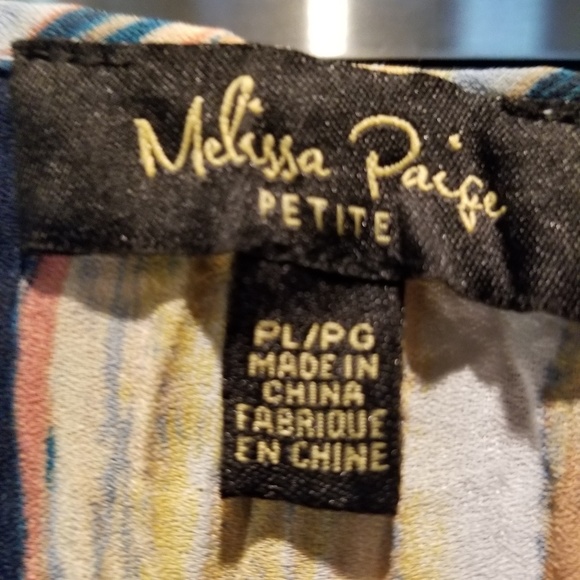 Melissa Paige
PETITE
PL/PG
MADE IN
CHINA
FABRIQUE
EN CHINE